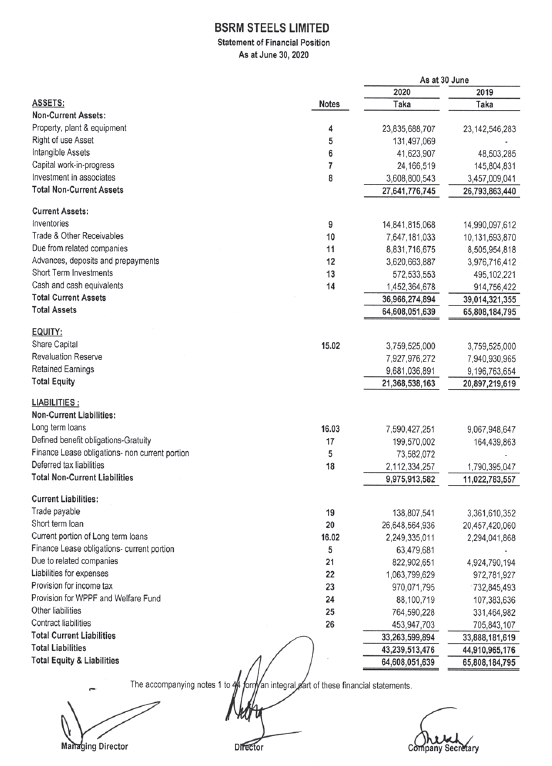 BSRM STEELS LIMITED
Statement of Financial Position
As at June 30, 2020
As at 30 June
2020 2019
ASSETS: Notes Taka Taka
Non-Current Assets:
Property, plant & equipment 4 23,835,688,707 23,142,546,283
Right of use Asset 5 131,497,069 -
Intangible Assets 6 41,623,907 48,503,285
Capital work-in-progress 7 24,166,519 145,804,831
Investment in associates 8 3,608,800,543 3,457,009,041
Total Non-Current Assets 27,641,776,745 26,793,863,440
Current Assets:
Inventories 9 14,841,815,068 14,990,097,612
Trade & Other Receivables 10 7,647,181,033 10,131,693,870
Due from related companies 11 8,831,716,675 8,505,954,818
Advances, deposits and prepayments 12 3,620,663,887 3,976,716,412
Short Term Investments 13 572,533,553 495,102,221
Cash and cash equivalents 14 1,452,364,678 914,756,422
Total Current Assets 36,966,274,894 39,014,321,355
Total Assets 64,608,051,639 65,808,184,795
EQUITY:
Share Capital 15.02 3,759,525,000 3,759,525,000
Revaluation Reserve 7,927,976,272 7,940,930,965
Retained Earnings 9,681,036,891 9,196,763,654
Total Equity 21,368,538,163 20,897,219,619
LIABILITIES :
Non-Current Liabilities:
Long term loans 16.03 7,590,427,251 9,067,948,647
Defined benefit obligations-Gratuity 17 199,570,002 164,439,863
Finance Lease obligations- non current portion 5 73,582,072 -
Deferred tax liabilities 18 2,112,334,257 1,790,395,047
Total Non-Current Liabilities 9,975,913,582 11,022,783,557
Current Liabilities:
Trade payable 19 138,807,541 3,361,610,352
Short term loan 20 26,648,564,936 20,457,420,060
Current portion of Long term loans 16.02 2,249,335,011 2,294,041,868
Finance Lease obligations- current portion 5 63,479,681 -
Due to related companies 21 822,902,651 4,924,790,194
Liabilities for expenses 22 1,063,799,629 972,781,927
Provision for income tax 23 970,071,795 732,845,493
Provision for WPPF and Welfare Fund 24 88,100,719 107,383,636
Other liabilities 25 764,590,228 331,464,982
Contract liabilities 26 453,947,703 705,843,107
Total Current Liabilities 33,263,599,894 33,888,181,619
Total Liabilities 43,239,513,476 44,910,965,176
Total Equity & Liabilities 64,608,051,639 65,808,184,795
The accompanying notes 1 to 44 form an integral part of these financial statements.
Managing Director Director Company Secretary